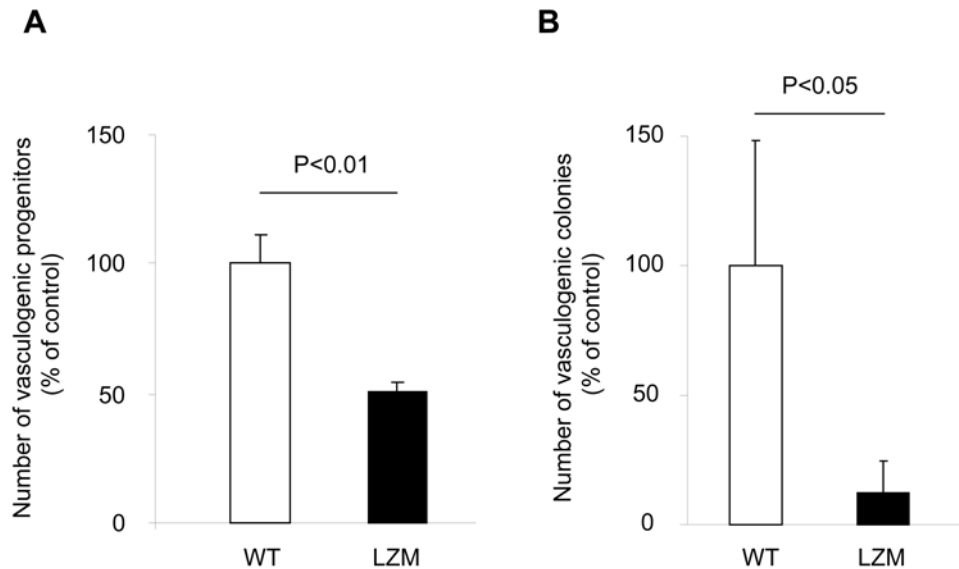 A
Number of vasculogenic progenitors
(% of control)
150
100
50
0
P<0.01
WT LZM
B
Number of vasculogenic colonies
(% of control)
150
100
50
0
P<0.05
WT LZM